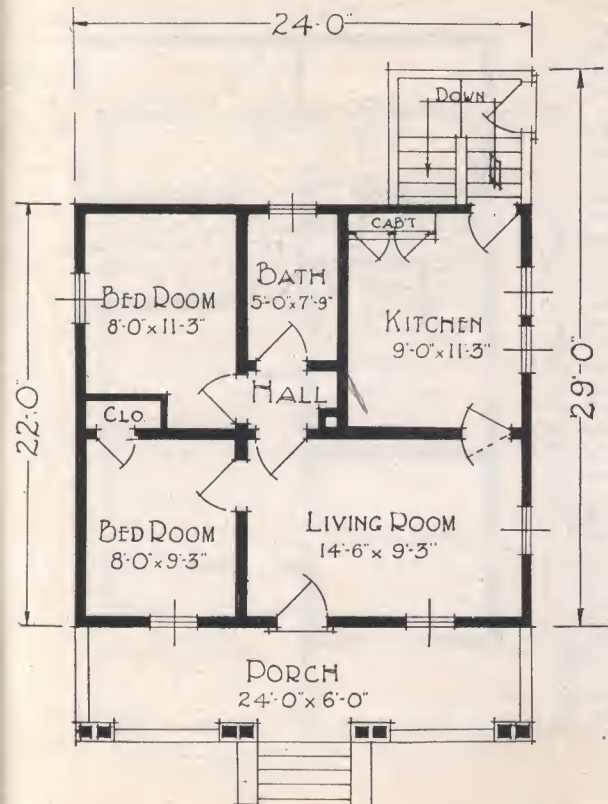 24'-0"
DOWN
CAB'T
BATH
5'-0"x7'-9"
BED ROOM
8'-0"x11'-3"
KITCHEN
9'-0"x11'-3"
HALL
22'-0"
29'-0"
CLO.
LIVING ROOM
14'-6"x9'-3"
BED ROOM
8'-0"x9'-3"
PORCH
24'-0"x6'-0"